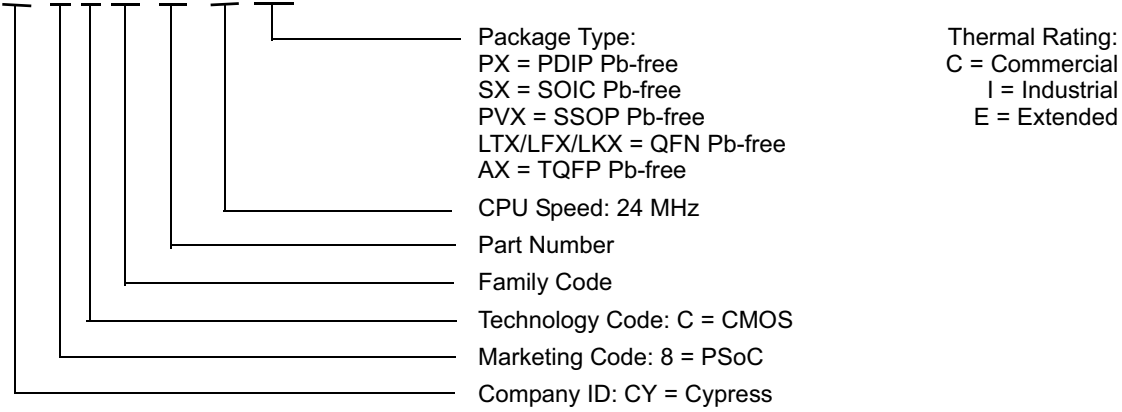 Package Type:
PX = PDIP Pb-free
SX = SOIC Pb-free
PVX = SSOP Pb-free
LTX/LFX/LKX = QFN Pb-free
AX = TQFP Pb-free
Thermal Rating:
C = Commercial
I = Industrial
E = Extended
CPU Speed: 24 MHz
Part Number
Family Code
Technology Code: C = CMOS
Marketing Code: 8 = PSoC
Company ID: CY = Cypress